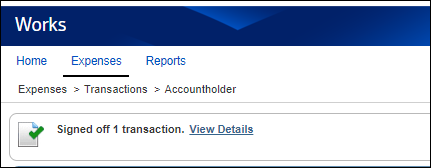 Works
Home Expenses Reports
Expenses > Transactions > Accountholder
Signed off 1 transaction. View Details